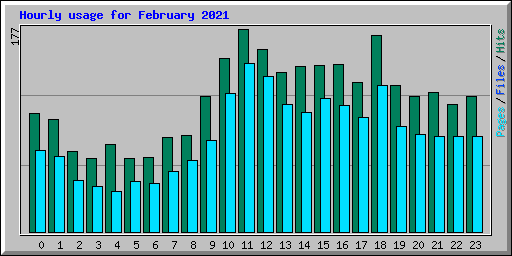 Hourly usage for February 2021
177
Pages/Files/Hits
0 1 2 3 4 5 6 7 8 9 10 11 12 13 14 15 16 17 18 19 20 21 22 23